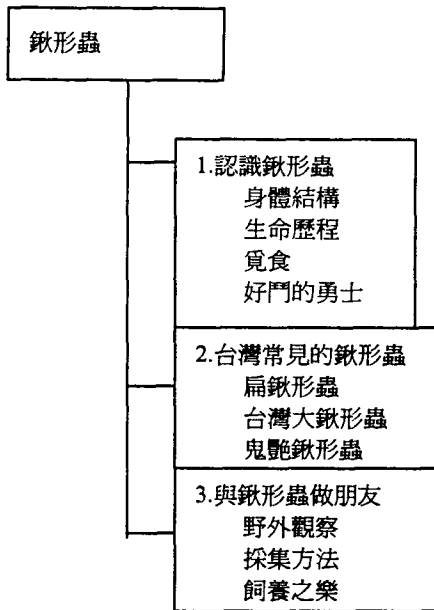 鍬形蟲
1.認識鍬形蟲
身體結構
生命歷程
覓食
好鬥的勇士
2.台灣常見的鍬形蟲
扁鍬形蟲
台灣大鍬形蟲
鬼艷鍬形蟲
3.與鍬形蟲做朋友
野外觀察
採集方法
飼養之樂